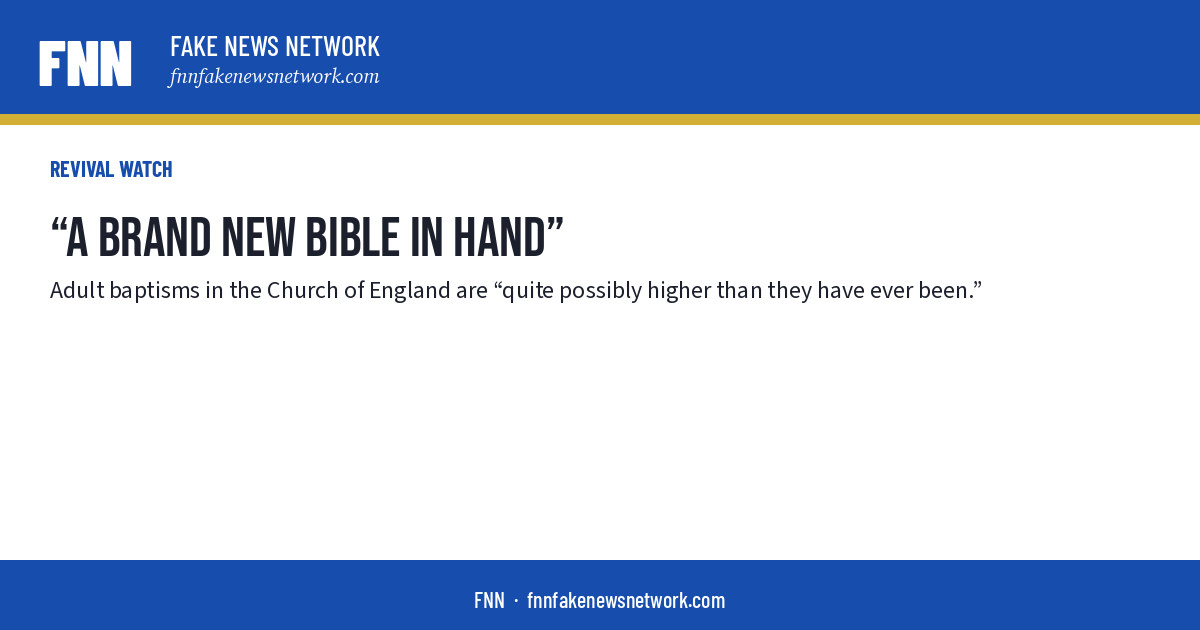 FNN
FAKE NEWS NETWORK
fnnfakenewsnetwork.com
REVIVAL WATCH
“A BRAND NEW BIBLE IN HAND”
Adult baptisms in the Church of England are “quite possibly higher than they have ever been.”
FNN · fnnfakenewsnetwork.com